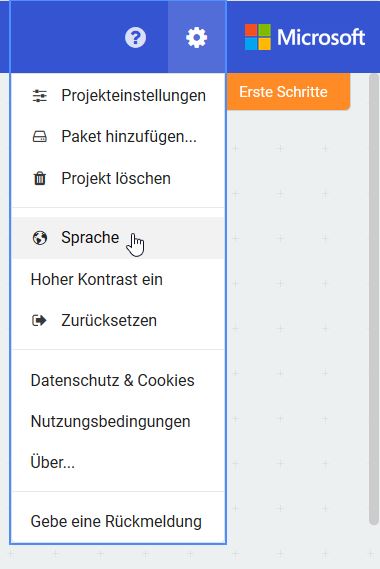 Microsoft
Erste Schritte
Projekteinstellungen
Paket hinzufügen...
Projekt löschen
Sprache
Hoher Kontrast ein
Zurücksetzen
Datenschutz & Cookies
Nutzungsbedingungen
Über...
Gebe eine Rückmeldung